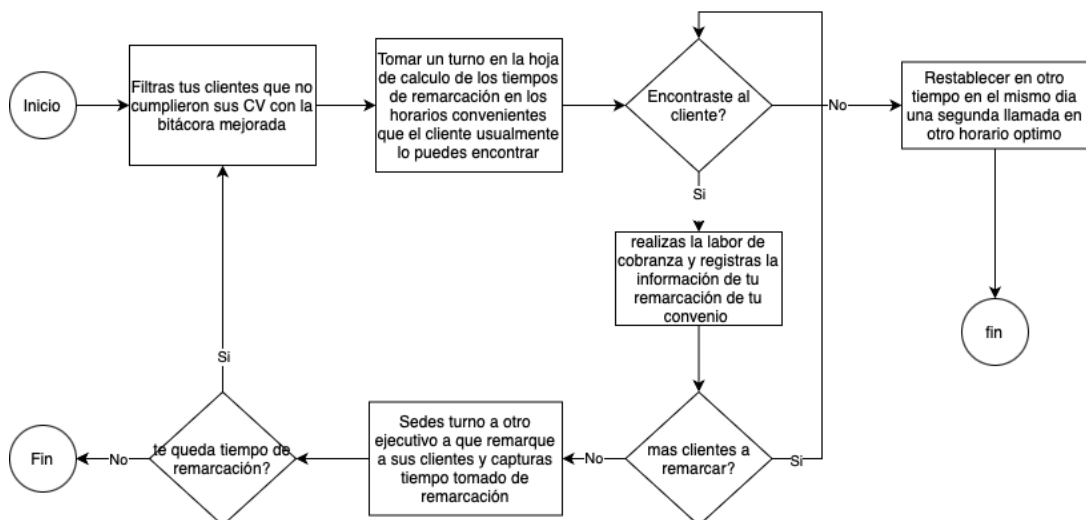 Inicio
Filtras tus clientes que no
cumplieron sus CV con la
bitácora mejorada
Tomar un turno en la hoja
de calculo de los tiempos
de remarcación en los
horarios convenientes
que el cliente usualmente
lo puedes encontrar
Encontraste al
cliente?
No
Restablecer en otro
tiempo en el mismo dia
una segunda llamada en
otro horario optimo
fin
Si
realizas la labor de
cobranza y registras la
información de tu
remarcación de tu
convenio
mas clientes a
remarcar?
Si
No
Sedes turno a otro
ejecutivo a que remarque
a sus clientes y capturas
tiempo tomado de
remarcación
te queda tiempo de
remarcación?
Si
No
Fin